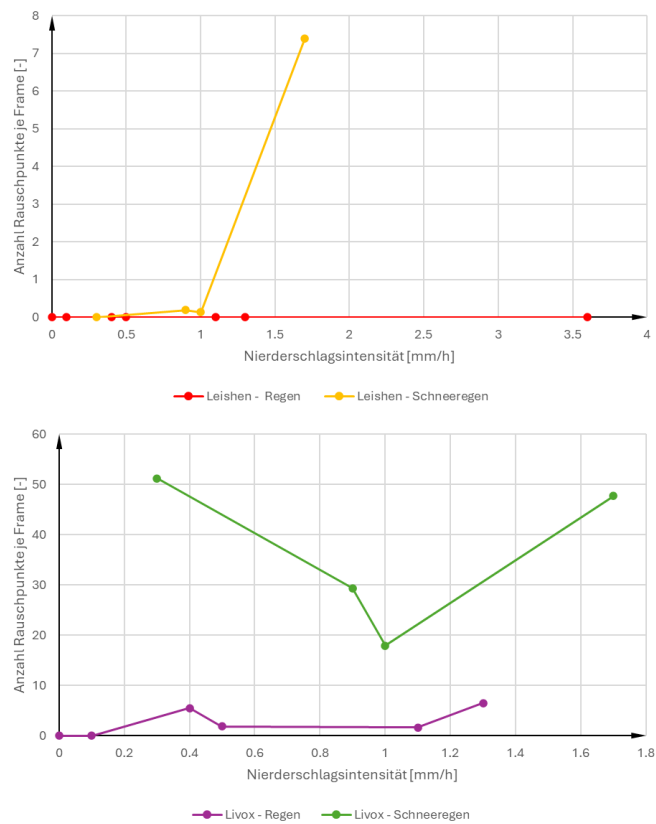 8
7
6
5
4
3
2
1
0
Anzahl Rauschpunkte je Frame [-]
0 0.5 1 1.5 2 2.5 3 3.5 4
Nierderschlagsintensität [mm/h]
Leishen - Regen Leishen - Schneeregen
60
50
40
30
20
10
0
Anzahl Rauschpunkte je Frame [-]
0 0.2 0.4 0.6 0.8 1 1.2 1.4 1.6 1.8
Nierderschlagsintensität [mm/h]
Livox - Regen Livox - Schneeregen